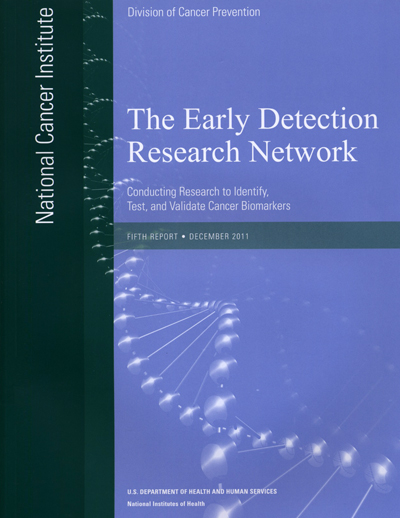 National Cancer Institute
Division of Cancer Prevention
The Early Detection
Research Network
Conducting Research to Identify,
Test, and Validate Cancer Biomarkers
FIFTH REPORT • DECEMBER 2011
U.S. DEPARTMENT OF HEALTH AND HUMAN SERVICES
National Institutes of Health